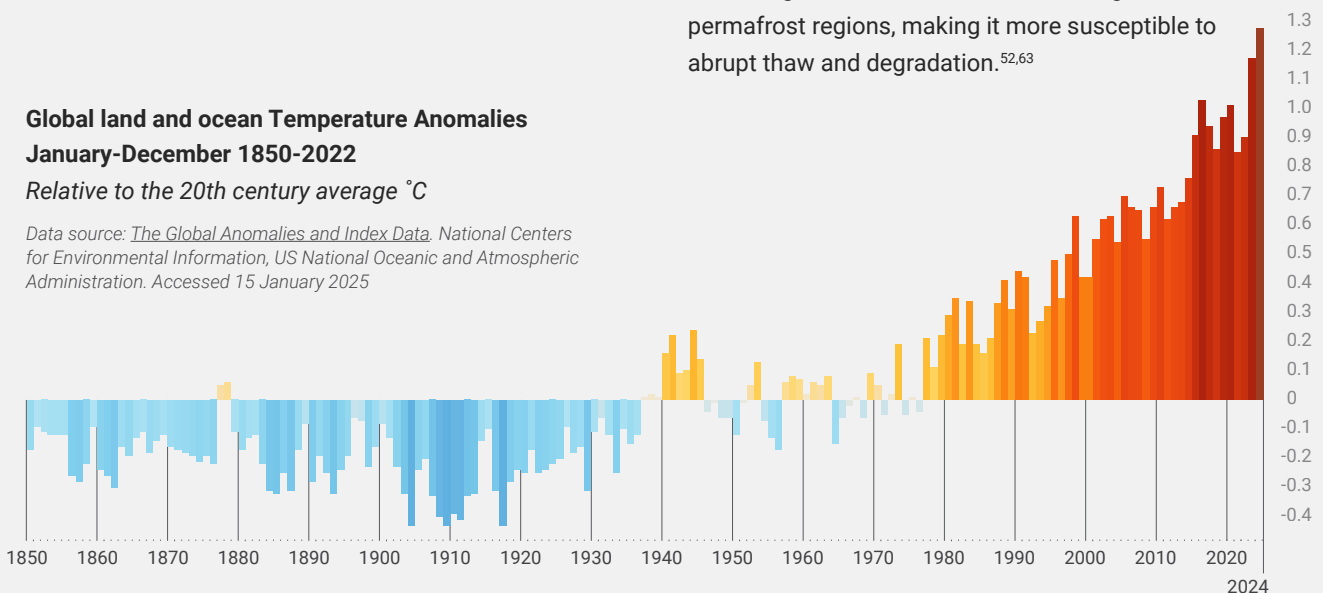 permafrost regions, making it more susceptible to
abrupt thaw and degradation.52,63
Global land and ocean Temperature Anomalies
January-December 1850-2022
Relative to the 20th century average ˚C
Data source: The Global Anomalies and Index Data. National Centers
for Environmental Information, US National Oceanic and Atmospheric
Administration. Accessed 15 January 2025
1.3
1.2
1.1
1.0
0.9
0.8
0.7
0.6
0.5
0.4
0.3
0.2
0.1
0
-0.1
-0.2
-0.3
-0.4
1850 1860 1870 1880 1890 1900 1910 1920 1930 1940 1950 1960 1970 1980 1990 2000 2010 2020
2024